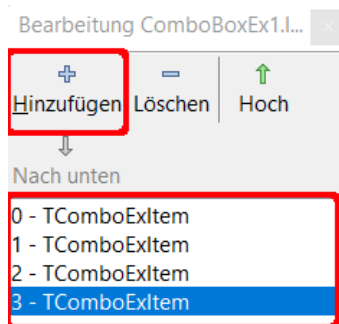 Bearbeitung ComboBoxEx1.I...
Hinzufügen Löschen Hoch
Nach unten
0 - TComboExItem
1 - TComboExItem
2 - TComboExItem
3 - TComboExItem